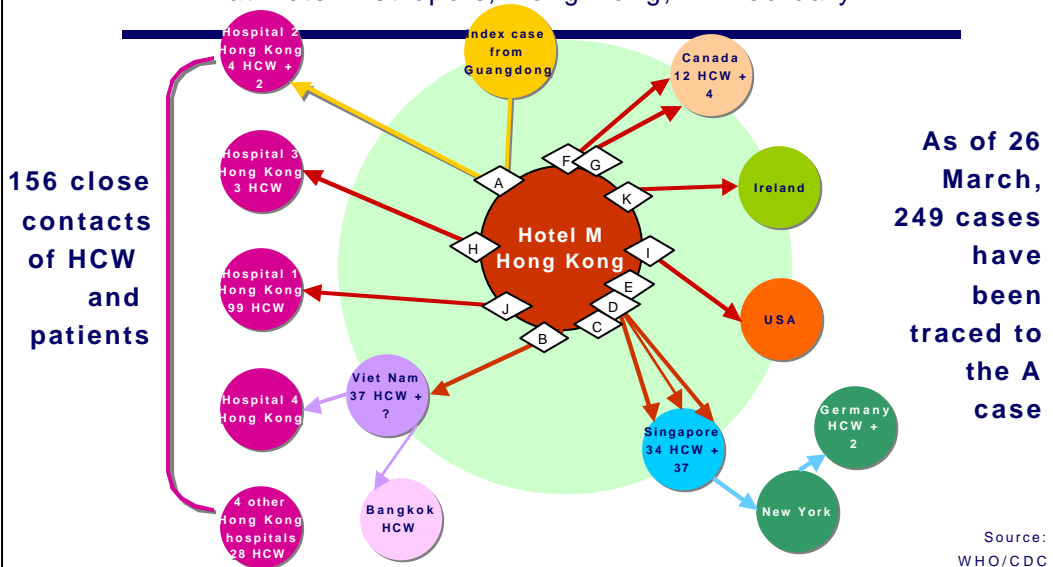 Hospital 2
Hong Kong
4 HCW +
2
Index case
from
Guangdong
Canada
12 HCW +
4
Hospital 3
Hong Kong
3 HCW
156 close
contacts
of HCW
and
patients
Hospital 1
Hong Kong
99 HCW
Hospital 4
Hong Kong
4 other
Hong Kong
hospitals
28 HCW
Viet Nam
37 HCW +
?
Bangkok
HCW
Hotel M
Hong Kong
A
F
G
K
H
I
E
D
C
J
B
Ireland
USA
Singapore
34 HCW +
37
New York
Germany
HCW +
2
As of 26
March,
249 cases
have
been
traced to
the A
case
Source:
WHO/CDC